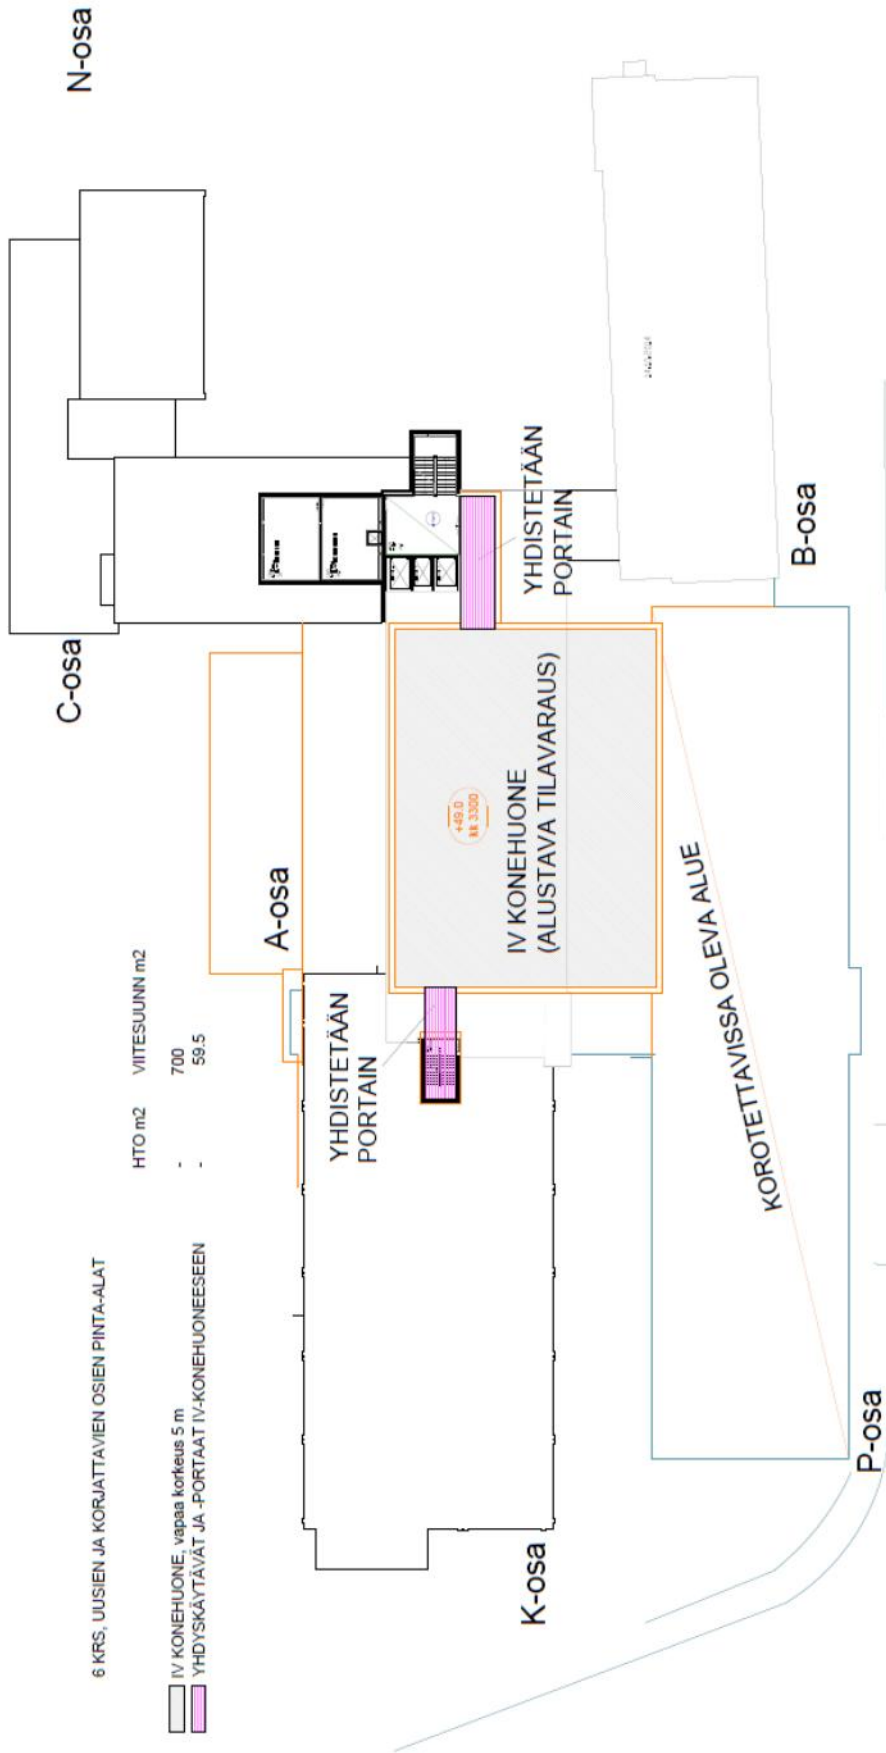 6 KRS, UUSIEN JA KORJATTAVIEN OSIEN PINTA-ALAT
HTO m2 VIITESUUNN m2
IV KONEHUONE, vapaa korkeus 5 m - 700
YHDYSKÄYTÄVÄT JA -PORTAAT IV-KONEHUONEESEEN - 59.5
N-osa
C-osa
A-osa
YHDISTETÄÄN
PORTAIN
+49.0
kk 3300
IV KONEHUONE
(ALUSTAVA TILAVARAUS)
YHDISTETÄÄN
PORTAIN
B-osa
KOROTETTAVISSA OLEVA ALUE
K-osa
P-osa